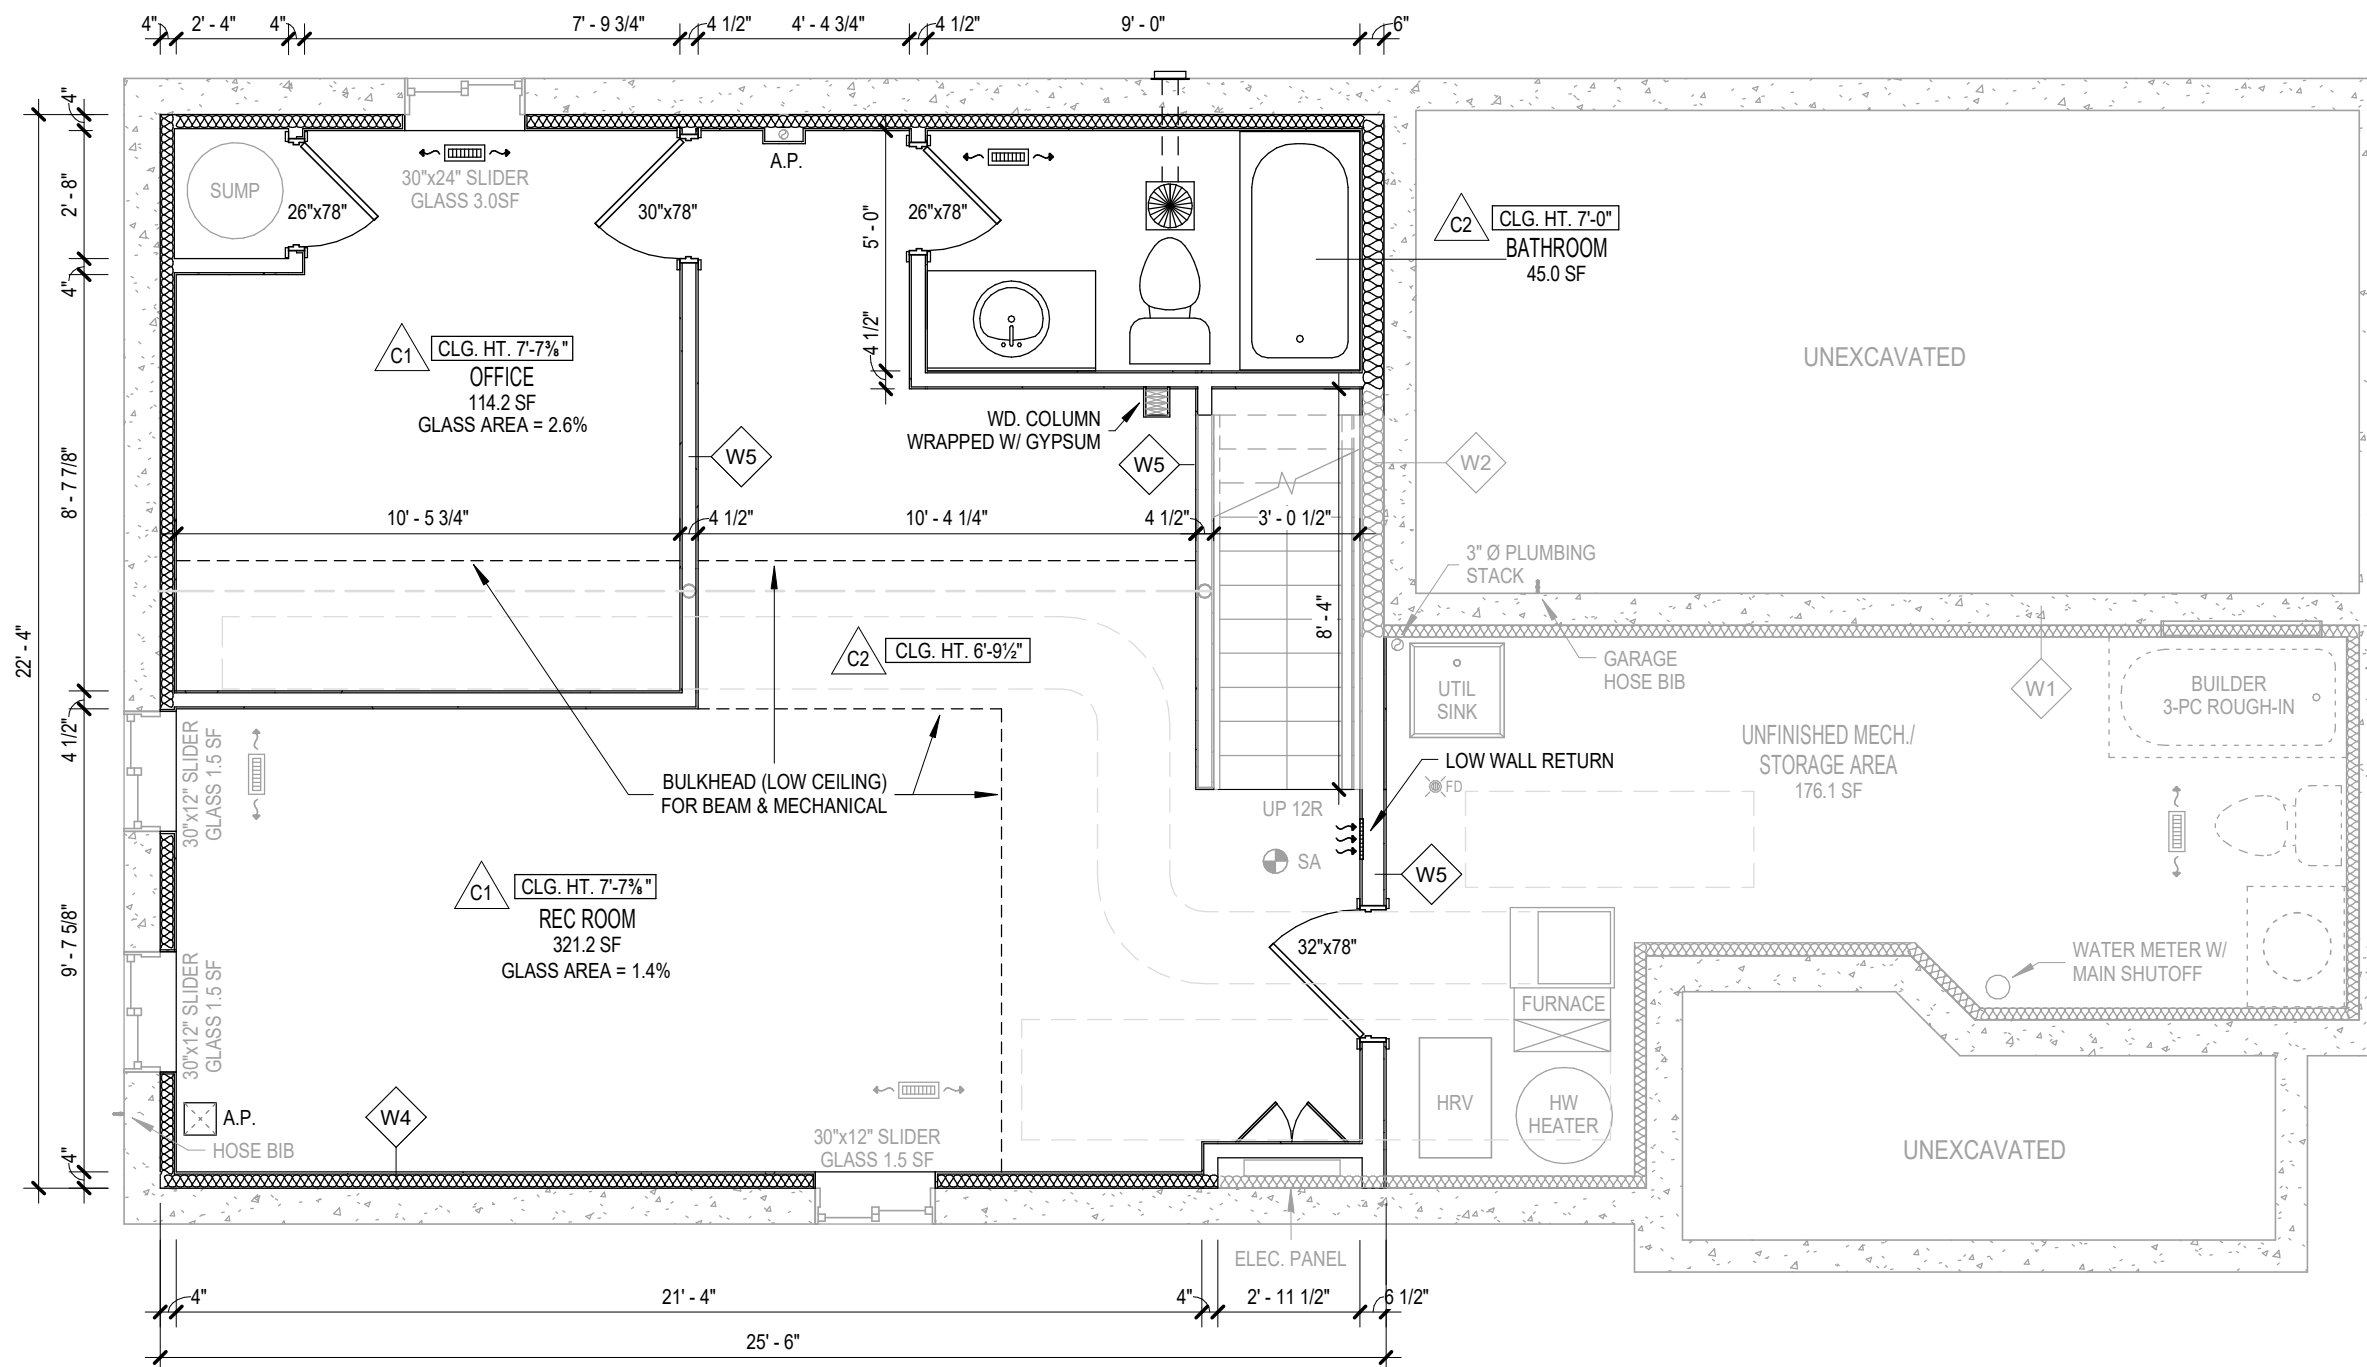 4" 2' - 4" 4" 7' - 9 3/4" 4 1/2" 4' - 4 3/4" 4 1/2" 9' - 0" 6"
4"
2' - 8"
4"
8' - 7 7/8"
4 1/2"
9' - 7 5/8"
4"
22' - 4"
SUMP
26"x78"
30"x24" SLIDER
GLASS 3.0SF
30"x78"
A.P.
5' - 0"
4 1/2"
26"x78"
C2
CLG. HT. 7'-0"
BATHROOM
45.0 SF
UNEXCAVATED
C1
CLG. HT. 7'-7⅜"
OFFICE
114.2 SF
GLASS AREA = 2.6%
W5
WD. COLUMN
WRAPPED W/ GYPSUM
W5
W2
10' - 5 3/4" 4 1/2" 10' - 4 1/4" 4 1/2" 3' - 0 1/2"
8' - 4"
3" Ø PLUMBING
STACK
GARAGE
HOSE BIB
W1
C2
CLG. HT. 6'-9½"
UTIL
SINK
BUILDER
3-PC ROUGH-IN
UNFINISHED MECH./
STORAGE AREA
176.1 SF
30"x12" SLIDER
GLASS 1.5 SF
BULKHEAD (LOW CEILING)
FOR BEAM & MECHANICAL
LOW WALL RETURN
FD
UP 12R
SA
W5
C1
CLG. HT. 7'-7⅜"
REC ROOM
321.2 SF
GLASS AREA = 1.4%
32"x78"
30"x12" SLIDER
GLASS 1.5 SF
FURNACE
WATER METER W/
MAIN SHUTOFF
HRV
HW
HEATER
A.P.
HOSE BIB
W4
30"x12" SLIDER
GLASS 1.5 SF
UNEXCAVATED
ELEC. PANEL
4" 21' - 4" 4" 2' - 11 1/2" 6 1/2"
25' - 6"